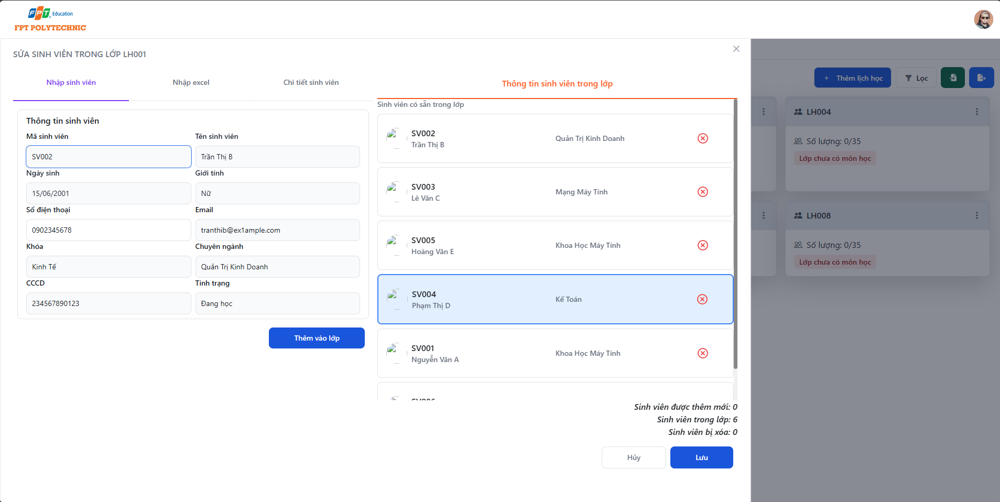 FPT Education
FPT POLYTECHNIC
SỬA SINH VIÊN TRONG LỚP LH001
Nhập sinh viên
Nhập excel
Chi tiết sinh viên
Thông tin sinh viên
Mã sinh viên
Tên sinh viên
SV002
Trần Thị B
Ngày sinh
Giới tính
15/06/2001
Nữ
Số điện thoại
Email
0902345678
tranthib@ex1ample.com
Khóa
Chuyên ngành
Kinh Tế
Quản Trị Kinh Doanh
CCCD
Tình trạng
234567890123
Đang học
Thêm vào lớp
Thông tin sinh viên trong lớp
Sinh viên có sẵn trong lớp
SV002
Trần Thị B
Quản Trị Kinh Doanh
SV003
Lê Văn C
Mạng Máy Tính
SV005
Hoàng Văn E
Khoa Học Máy Tính
SV004
Phạm Thị D
Kế Toán
SV001
Nguyễn Văn A
Khoa Học Máy Tính
Sinh viên được thêm mới: 0
Sinh viên trong lớp: 6
Sinh viên bị xóa: 0
Hủy
Lưu
+ Thêm lịch học
Lọc
LH004
Số lượng: 0/35
Lớp chưa có môn học
LH008
Số lượng: 0/35
Lớp chưa có môn học